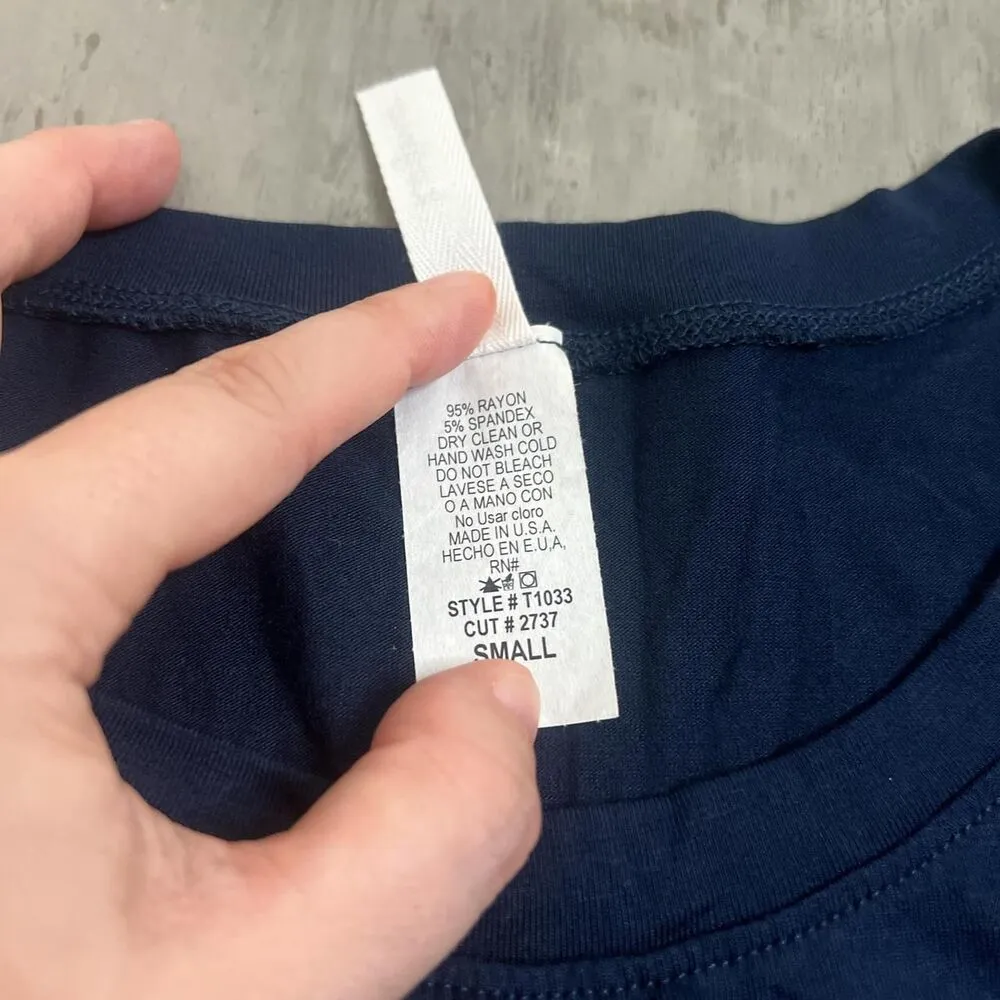 95% RAYON
5% SPANDEX
DRY CLEAN OR
HAND WASH COLD
DO NOT BLEACH
LAVESE A SECO
O A MANO CON
No Usar cloro
MADE IN U.S.A.
HECHO EN E.U,A,
RN#
STYLE # T1033
CUT # 2737
SMALL